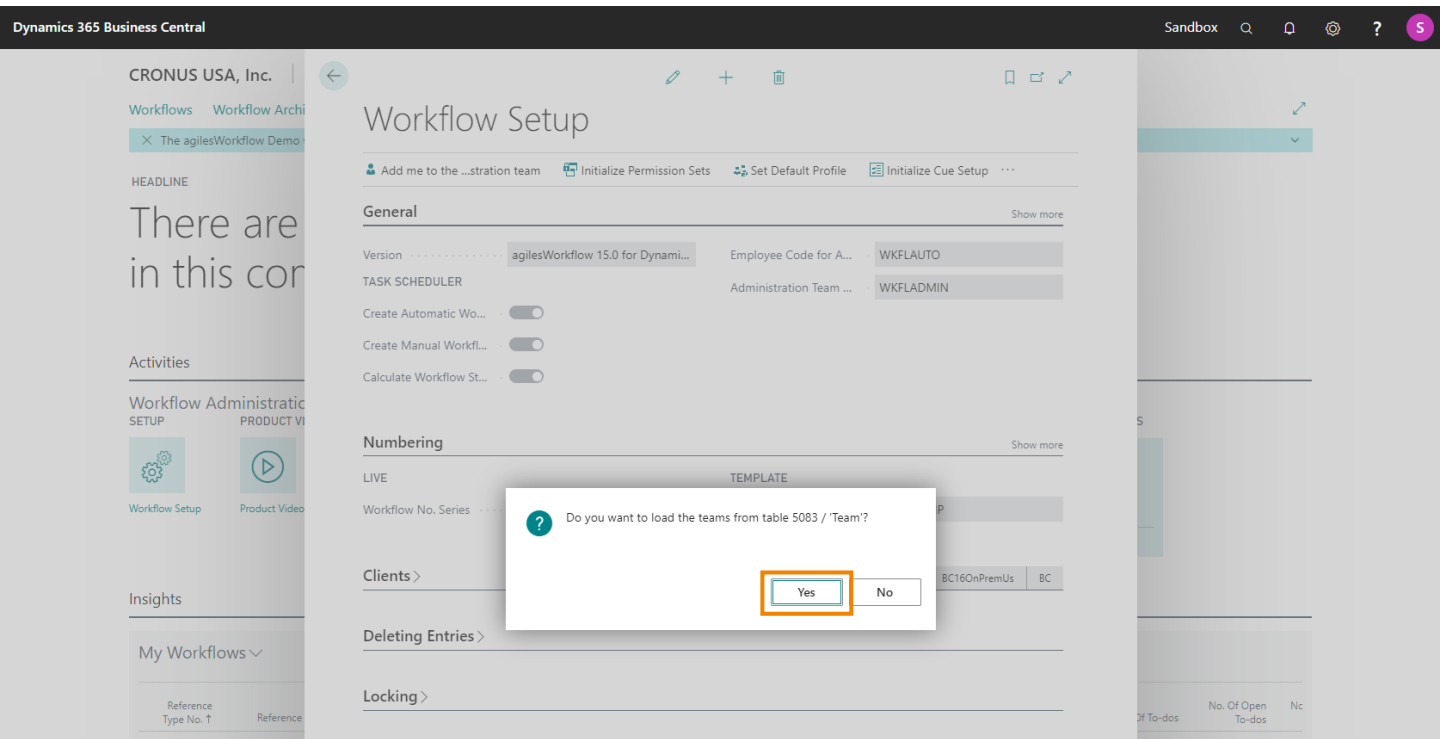 Dynamics 365 Business Central
Sandbox
?
S
CRONUS USA, Inc.
Workflows Workflow Archi
The agilesWorkflow Demo
HEADLINE
There are
in this cor
Activities
Workflow Administratio
SETUP PRODUCT VI
Workflow Setup Product Video
Insights
My Workflows
Reference
Type No. ↑
Reference
Workflow Setup
Add me to the ...stration team Initialize Permission Sets Set Default Profile Initialize Cue Setup ...
General Show more
Version agilesWorkflow 15.0 for Dynami... Employee Code for A... WKFLAUTO
TASK SCHEDULER
Administration Team ... WKFLADMIN
Create Automatic Wo...
Create Manual Workfl...
Calculate Workflow St...
Numbering Show more
LIVE TEMPLATE
Workflow No. Series
P
Do you want to load the teams from table 5083 / 'Team'?
Yes No
Clients BC16OnPremUs BC
Deleting Entries
Locking
S
Of To-dos
No. Of Open
To-dos